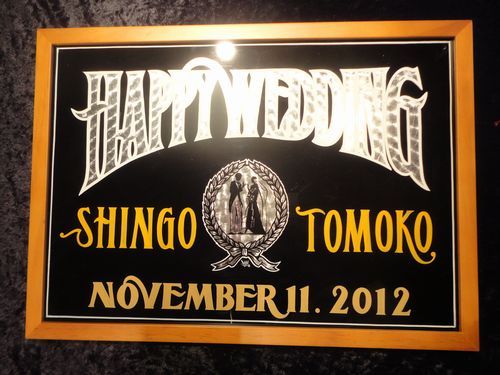 HAPPY WEDDING
SHINGO TOMOKO
NOVEMBER 11. 2012